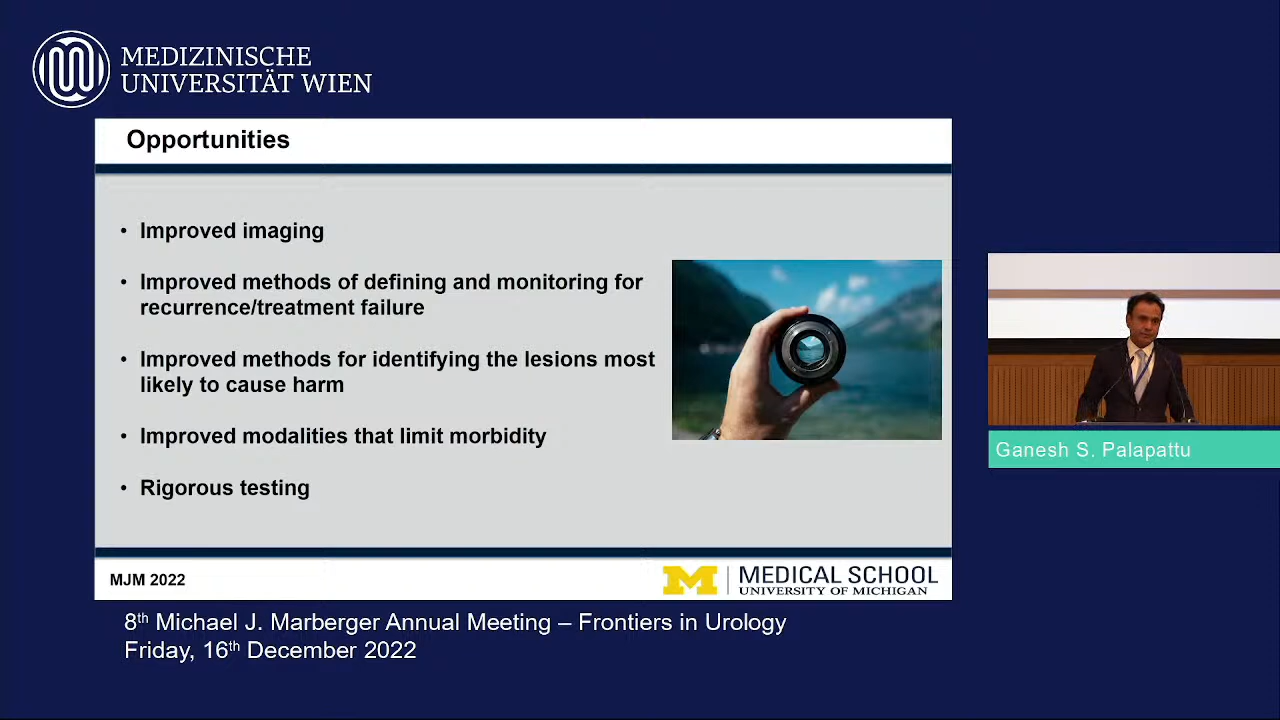 MEDIZINISCHE
UNIVERSITÄT WIEN
Opportunities
• Improved imaging
• Improved methods of defining and monitoring for
recurrence/treatment failure
• Improved methods for identifying the lesions most
likely to cause harm
• Improved modalities that limit morbidity
• Rigorous testing
Ganesh S. Palapattu
MJM 2022
M | MEDICAL SCHOOL
UNIVERSITY OF MICHIGAN
8th Michael J. Marberger Annual Meeting – Frontiers in Urology
Friday, 16th December 2022